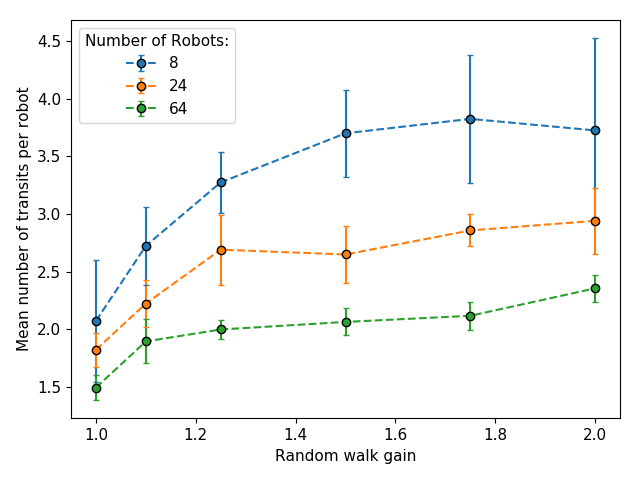 Number of Robots:
8
24
64
4.5
4.0
3.5
3.0
2.5
2.0
1.5
Mean number of transits per robot
1.0 1.2 1.4 1.6 1.8 2.0
Random walk gain